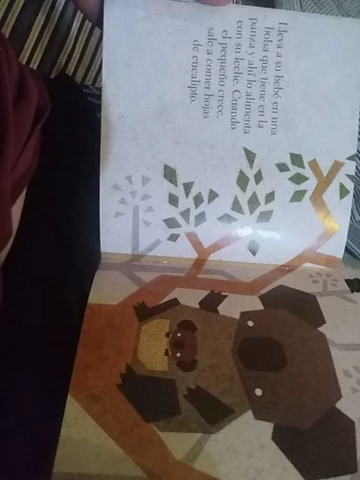 Lleva a su bebé en una
bolsa que tiene en la
panza y ahí lo alimenta
con su leche. Cuando
el pequeño crece,
sale a comer hojas
de eucalipto.